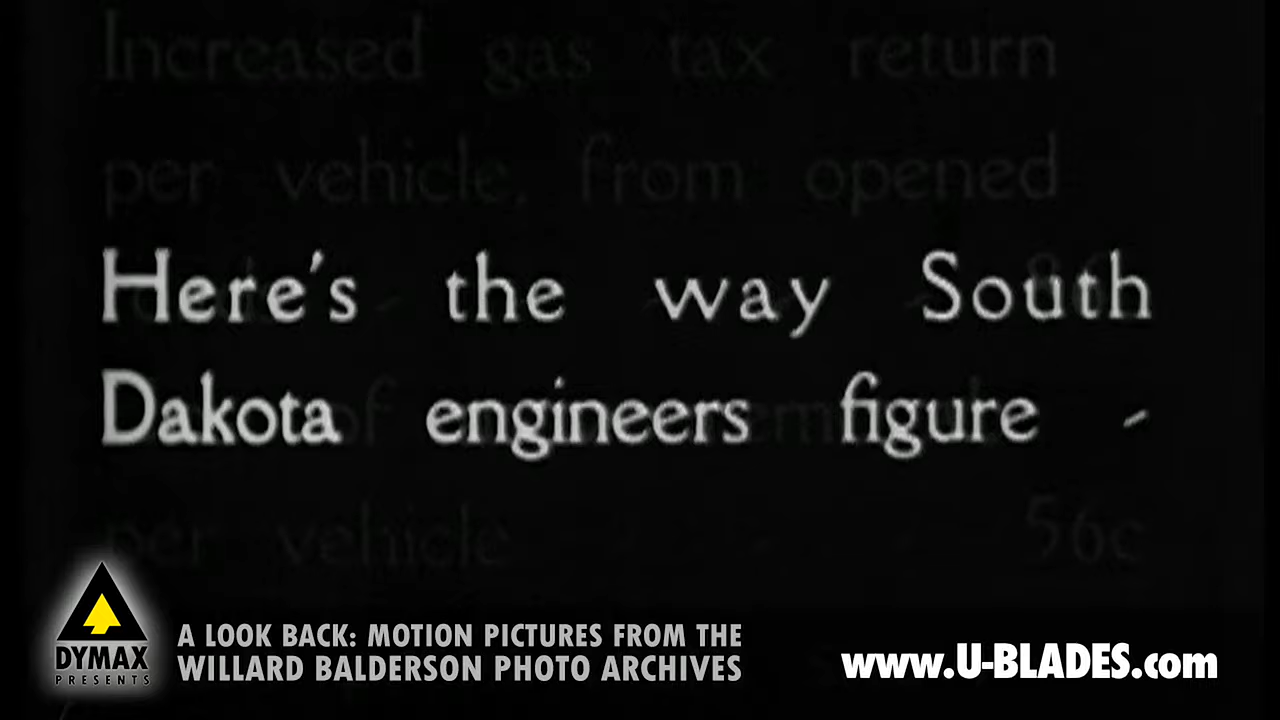 Increased gas tax return
per vehicle, from opened
Here's the way South
Dakota engineers figure -
per vehicle - - - - 56c
DYMAX
PRESENTS
A LOOK BACK: MOTION PICTURES FROM THE
WILLARD BALDERSON PHOTO ARCHIVES
www.U-BLADES.com